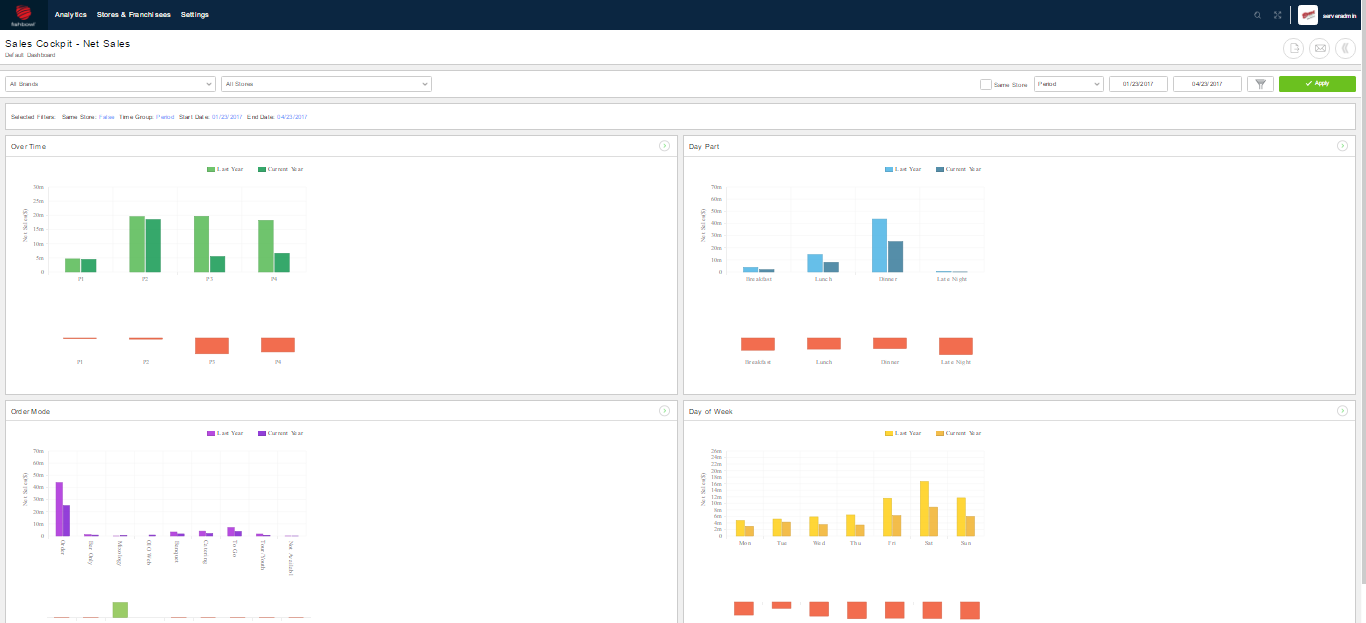 fishbowl
Analytics Stores & Franchisees Settings
serveradmin
Sales Cockpit - Net Sales
Default Dashboard
All Brands
All Stores
Same Store
Period
01/23/2017
04/23/2017
Apply
Selected Filters: Same Store: False Time Group: Period Start Date: 01/23/2017 End Date: 04/23/2017
Over Time
Last Year Current Year
Net Sales($)
30m
25m
20m
15m
10m
5m
0
P1 P2 P3 P4
P1 P2 P3 P4
Day Part
Last Year Current Year
Net Sales($)
70m
60m
50m
40m
30m
20m
10m
0
Breakfast Lunch Dinner Late Night
Breakfast Lunch Dinner Late Night
Order Mode
Last Year Current Year
Net Sales($)
70m
60m
50m
40m
30m
20m
10m
0
Order
Bar Only
OLO Web
Banquet
Catering
To Go
Day of Week
Last Year Current Year
Net Sales($)
26m
24m
22m
20m
18m
16m
14m
12m
10m
8m
6m
4m
2m
0
Mon Tue Wed Thu Fri Sat Sun